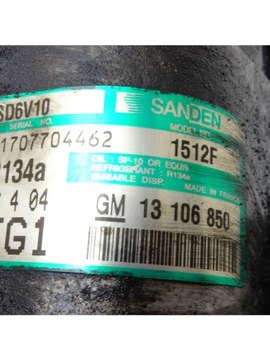 SD6V10
SANDEN
SERIAL NO.
MODEL NO.
1707704462
1512F
R134a
OIL : SP-10 OR EQUIV
REFRIGERANT : R134a
VARIABLE DISP.
MADE IN FRANCE
4 04
GM 13 106 850
TG1